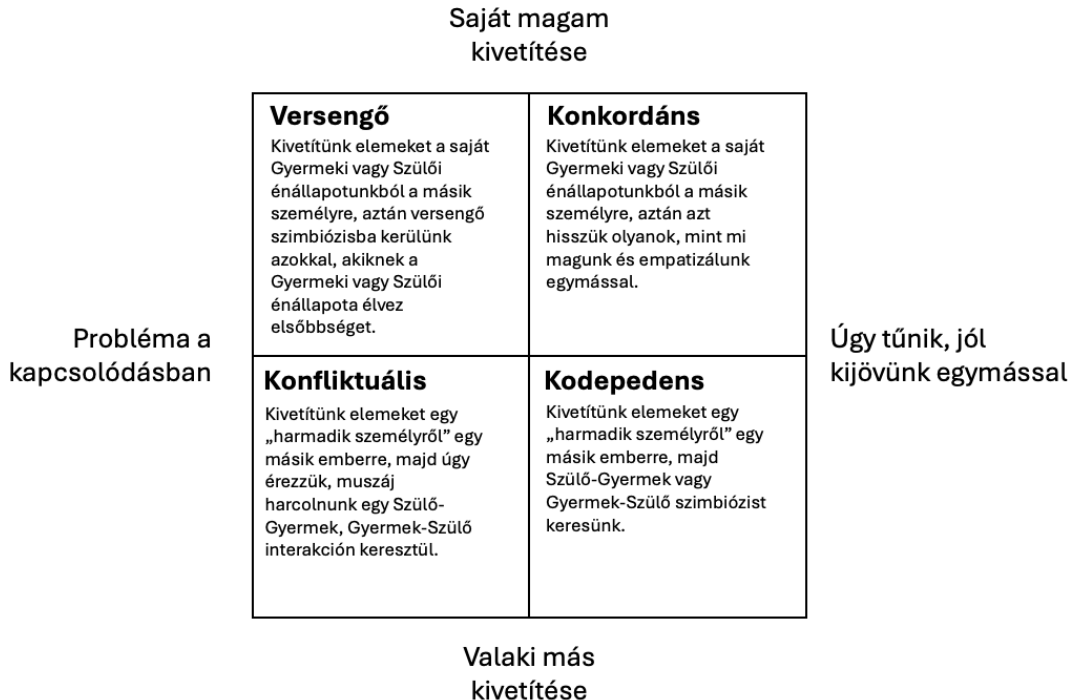 Saját magam
kivetítése
Versengő
Kivetítünk elemeket a saját
Gyermeki vagy Szülői
énállapotunkból a másik
személyre, aztán versengő
szimbiózisba kerülünk
azokkal, akiknek a
Gyermeki vagy Szülői
énállapota élvez
elsőbbséget.
Konkordáns
Kivetítünk elemeket a saját
Gyermeki vagy Szülői
énállapotunkból a másik
személyre, aztán azt
hisszük olyanok, mint mi
magunk és empatizálunk
egymással.
Probléma a
kapcsolódásban
Úgy tűnik, jól
kijövünk egymással
Konfliktuális
Kivetítünk elemeket egy
„harmadik személyről” egy
másik emberre, majd úgy
érezzük, muszáj
harcolnunk egy Szülő-
Gyermek, Gyermek-Szülő
interakción keresztül.
Kodepedens
Kivetítünk elemeket egy
„harmadik személyről” egy
másik emberre, majd
Szülő-Gyermek vagy
Gyermek-Szülő szimbiózist
keresünk.
Valaki más
kivetítése